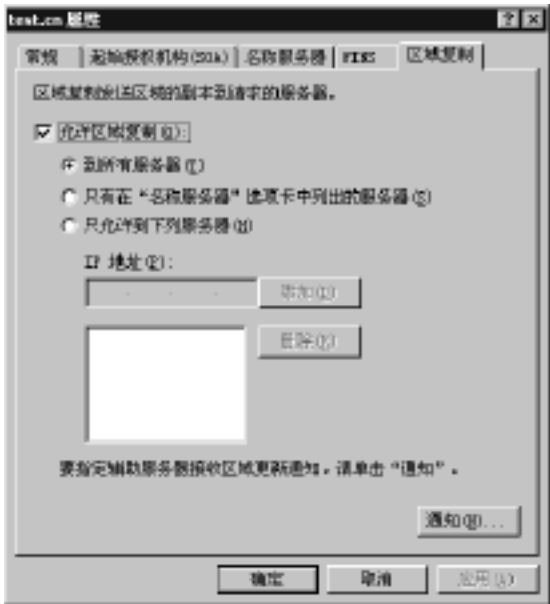 test.cn 属性
常规 起始授权机构(SOA) 名称服务器 WINS 区域复制
区域复制发送区域的副本到请求的服务器。
允许区域复制(O):
到所有服务器(T)
只有在“名称服务器”选项卡中列出的服务器(S)
只允许到下列服务器(H)
IP 地址(P):
添加(D)
删除(R)
要指定辅助服务器接收区域更新通知，请单击“通知”。
通知(N)...
确定 取消 应用(A)